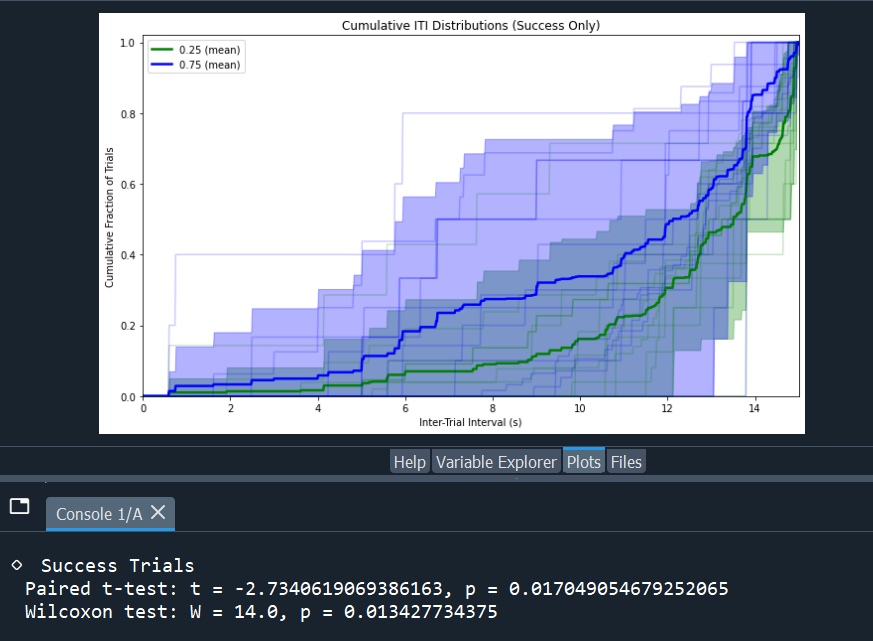 Cumulative ITI Distributions (Success Only)
0.25 (mean)
0.75 (mean)
1.0
0.8
0.6
0.4
0.2
0.0
Cumulative Fraction of Trials
0 2 4 6 8 10 12 14
Inter-Trial Interval (s)
Help Variable Explorer Plots Files
Console 1/A
Success Trials
Paired t-test: t = -2.7340619069386163, p = 0.017049054679252065
Wilcoxon test: W = 14.0, p = 0.013427734375